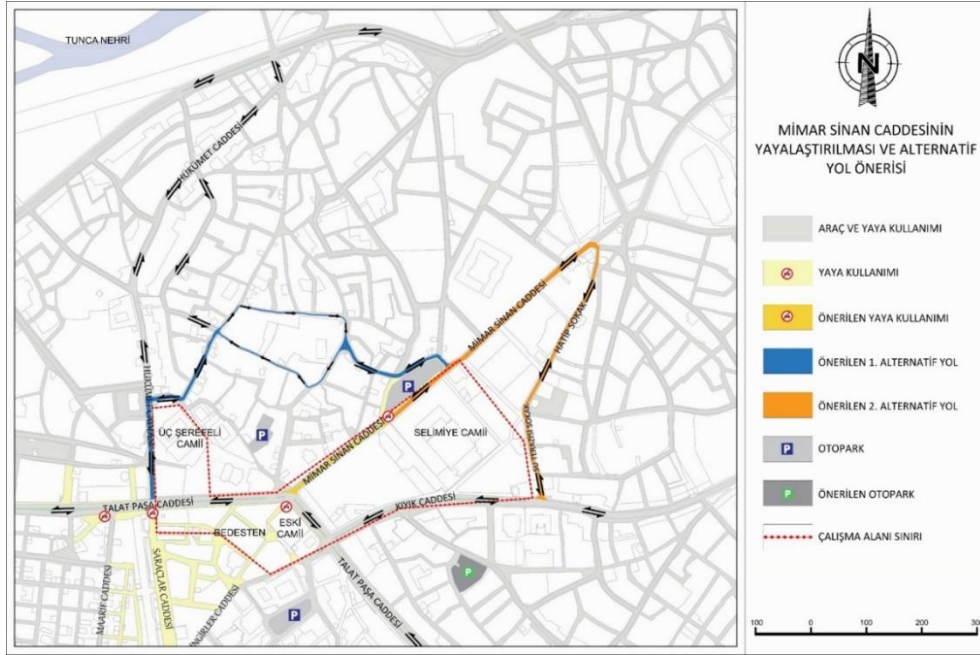 TUNCA NEHRİ
HÜKÜMET CADDESİ
MİMAR SİNAN CADDESİ
HATİP SOKAK
ÜÇ ŞEREFELİ
CAMİİ
P
P
SELİMİYE CAMİİ
MİMAR SİNAN CADDESİ
TALAT PAŞA CADDESİ
KIYIK CADDESİ
BEDESTEN
ESKİ
CAMİİ
MAARİF CADDESİ
SARAÇLAR CADDESİ
TALAT PAŞA CADDESİ
P
P
N
MİMAR SİNAN CADDESİNİN
YAYALAŞTIRILMASI VE ALTERNATİF
YOL ÖNERİSİ
ARAÇ VE YAYA KULLANIMI
YAYA KULLANIMI
ÖNERİLEN YAYA KULLANIMI
ÖNERİLEN 1. ALTERNATİF YOL
ÖNERİLEN 2. ALTERNATİF YOL
P
OTOPARK
P
ÖNERİLEN OTOPARK
ÇALIŞMA ALANI SINIRI
100 0 100 200